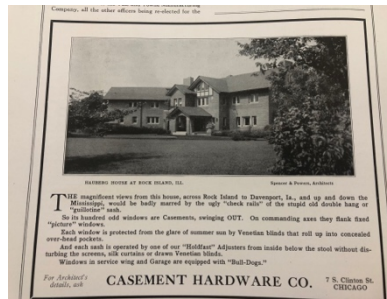 Company, all the other officers being re-elected for the
HAUBERG HOUSE AT ROCK ISLAND, ILL.
Spencer & Powers, Architects
THE magnificent views from this house, across Rock Island to Davenport, Ia., and up and down the
Mississippi, would be badly marred by the ugly "check rails" of the stupid old double hang or
"guillotine" sash.
So its hundred odd windows are Casements, swinging OUT. On commanding axes they flank fixed
"picture" windows.
Each window is protected from the glare of summer sun by Venetian blinds that roll up into concealed
over-head pockets.
And each sash is operated by one of our "Holdfast" Adjusters from inside below the stool without dis-
turbing the screens, silk curtains or drawn Venetian blinds.
Windows in service wing and Garage are equipped with "Bull-Dogs."
For Architect's
details, ask
CASEMENT HARDWARE CO.
7 S. Clinton St.
CHICAGO